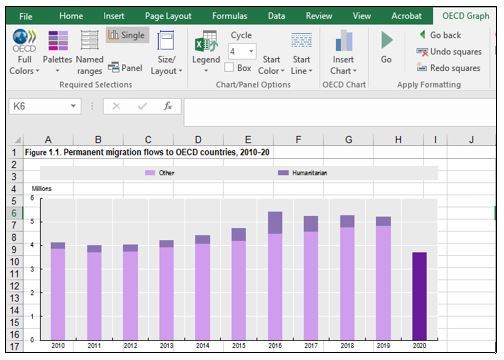 File Home Insert Page Layout Formulas Data Review View Acrobat OECD Graph
OECD
Full Colors
Palettes
Named ranges
Single
Panel
Size/ Layout
Required Selections
Legend
Cycle
4
Box
Start Color
Start Line
Chart/Panel Options
Insert Chart
OECD Chart
Go
Go back
Undo squares
Redo squares
Apply Formatting
K6 fx
A B C D E F G H I J
1 Figure 1.1. Permanent migration flows to OECD countries, 2010-20
2
3 Other Humanitarian
4 Millions
5 6
6 5
7
8 4
9
10 3
11
12 2
13
14 1
15
16 0
17 2010 2011 2012 2013 2014 2015 2016 2017 2018 2019 2020